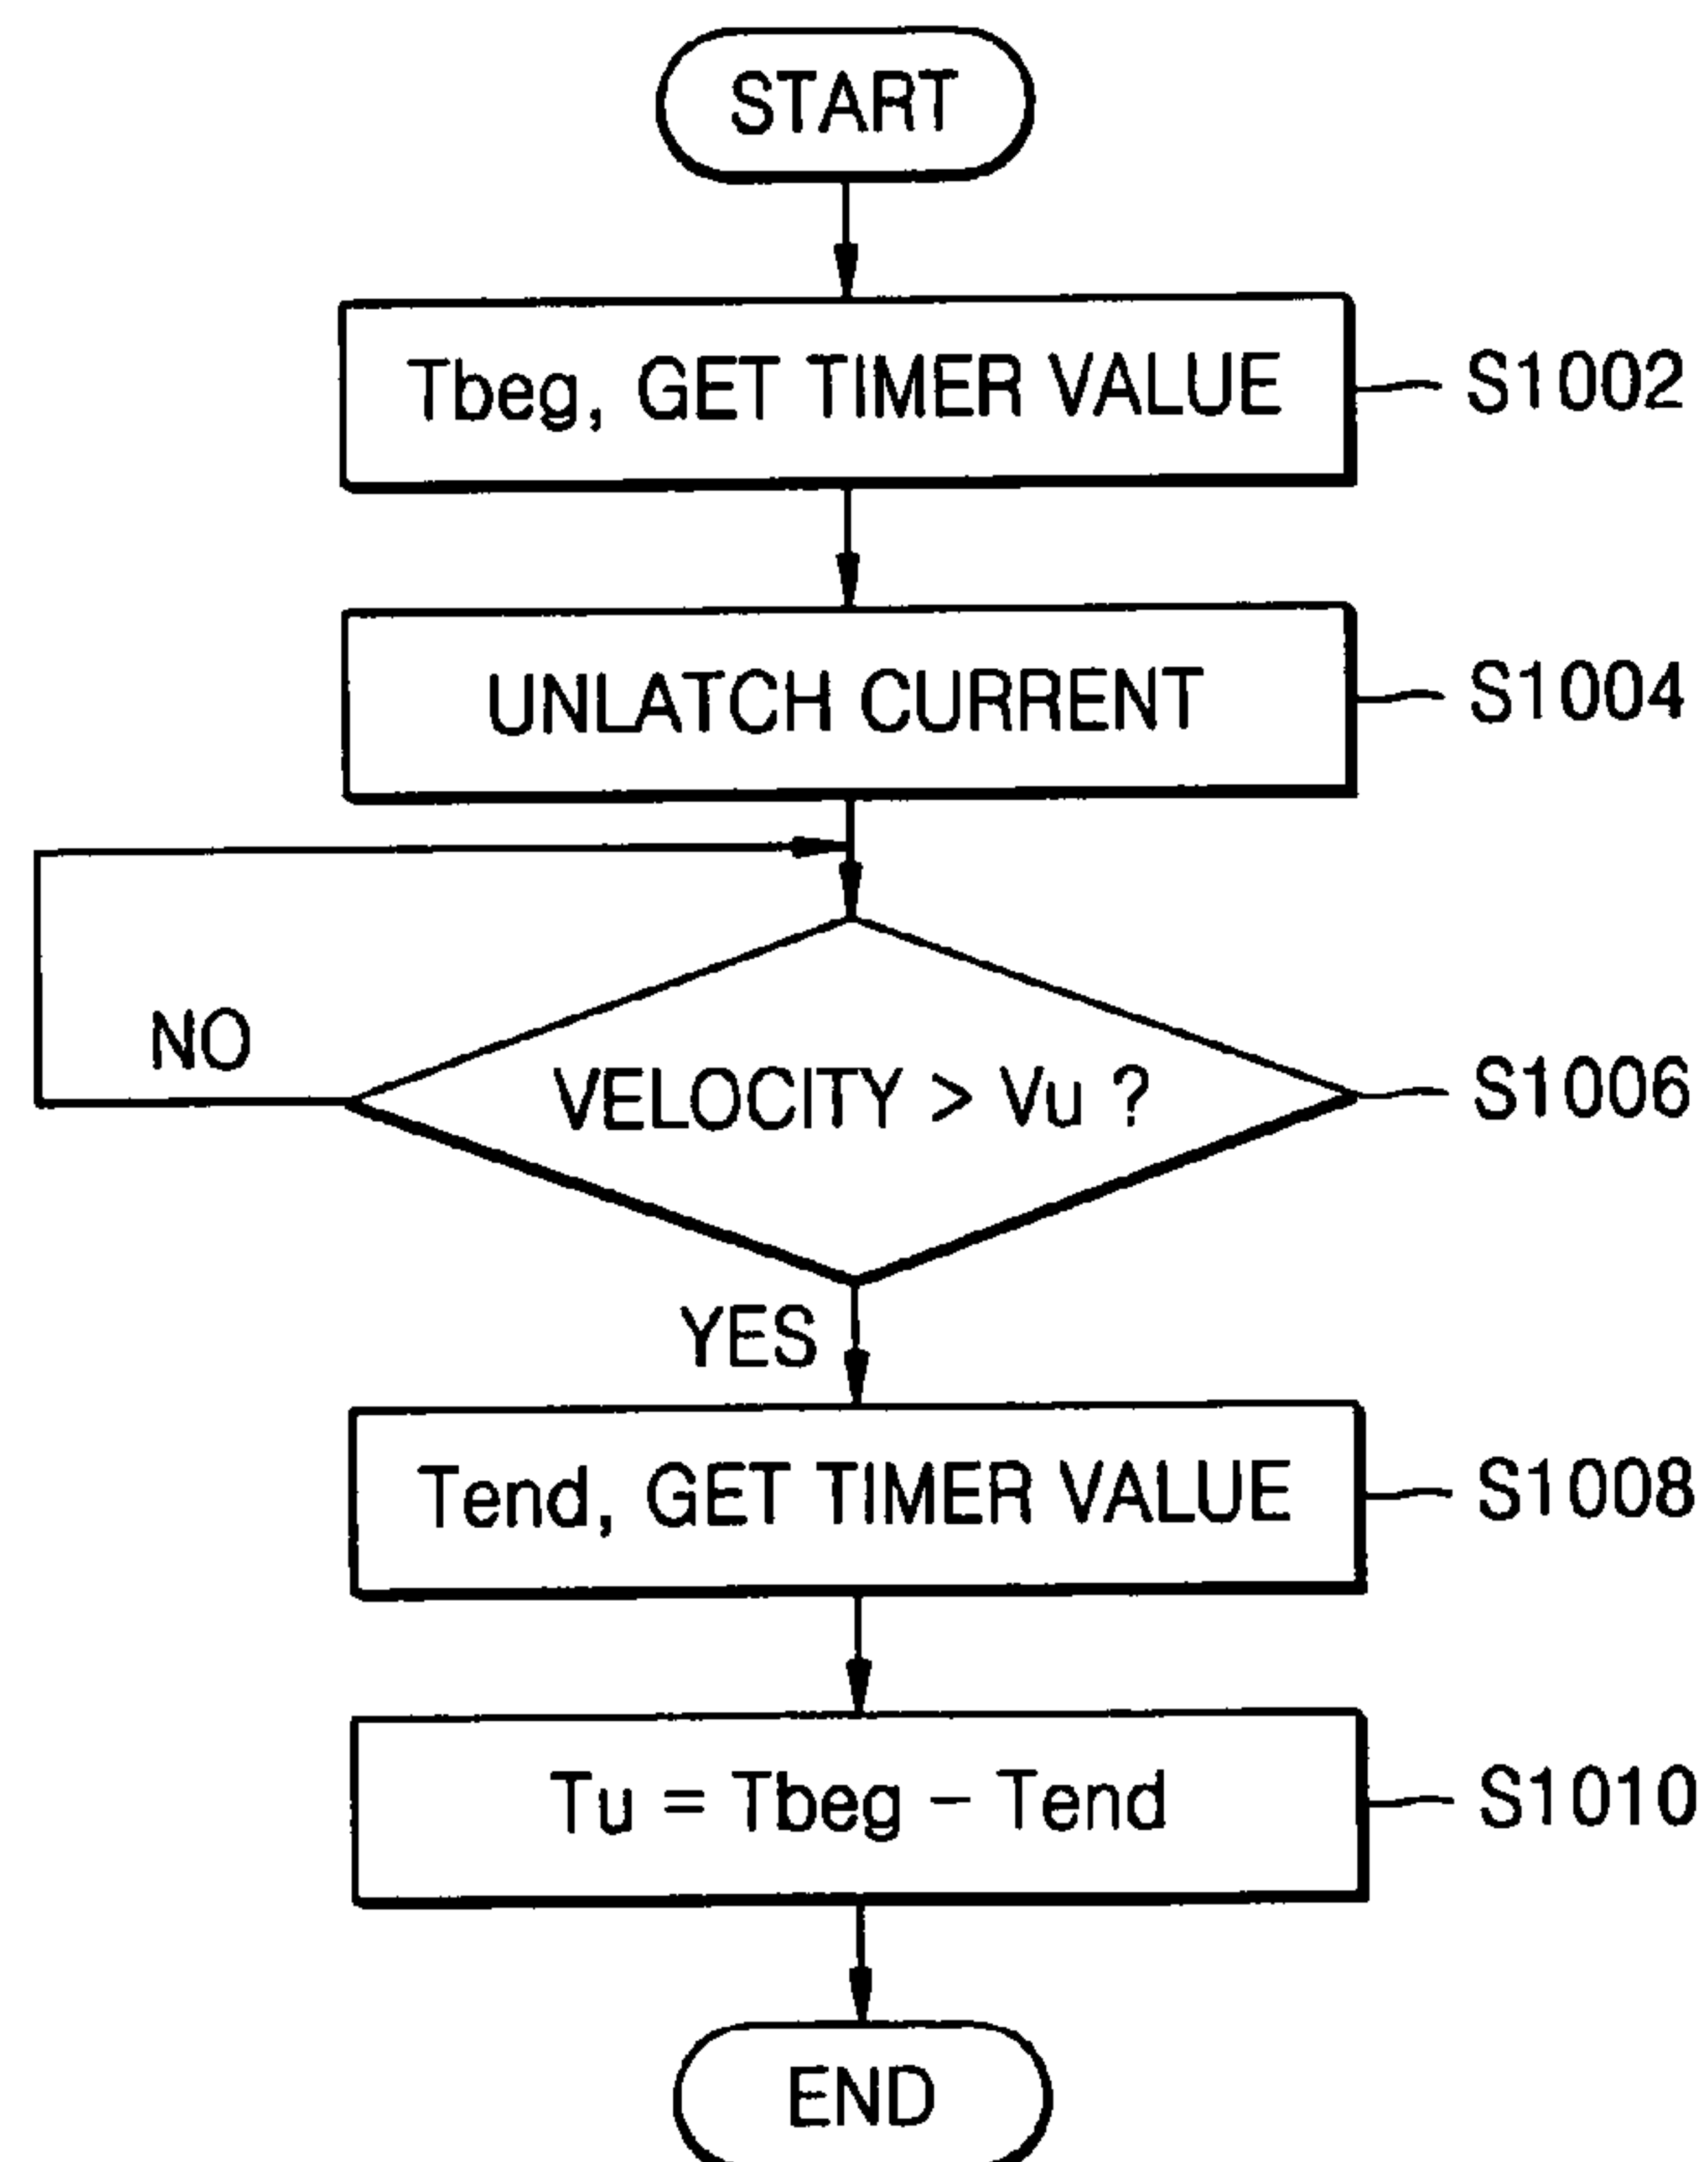 START
Tbeg, GET TIMER VALUE
S1002
UNLATCH CURRENT
S1004
NO
VELOCITY > Vu ?
S1006
YES
Tend, GET TIMER VALUE
S1008
Tu = Tbeg − Tend
S1010
END